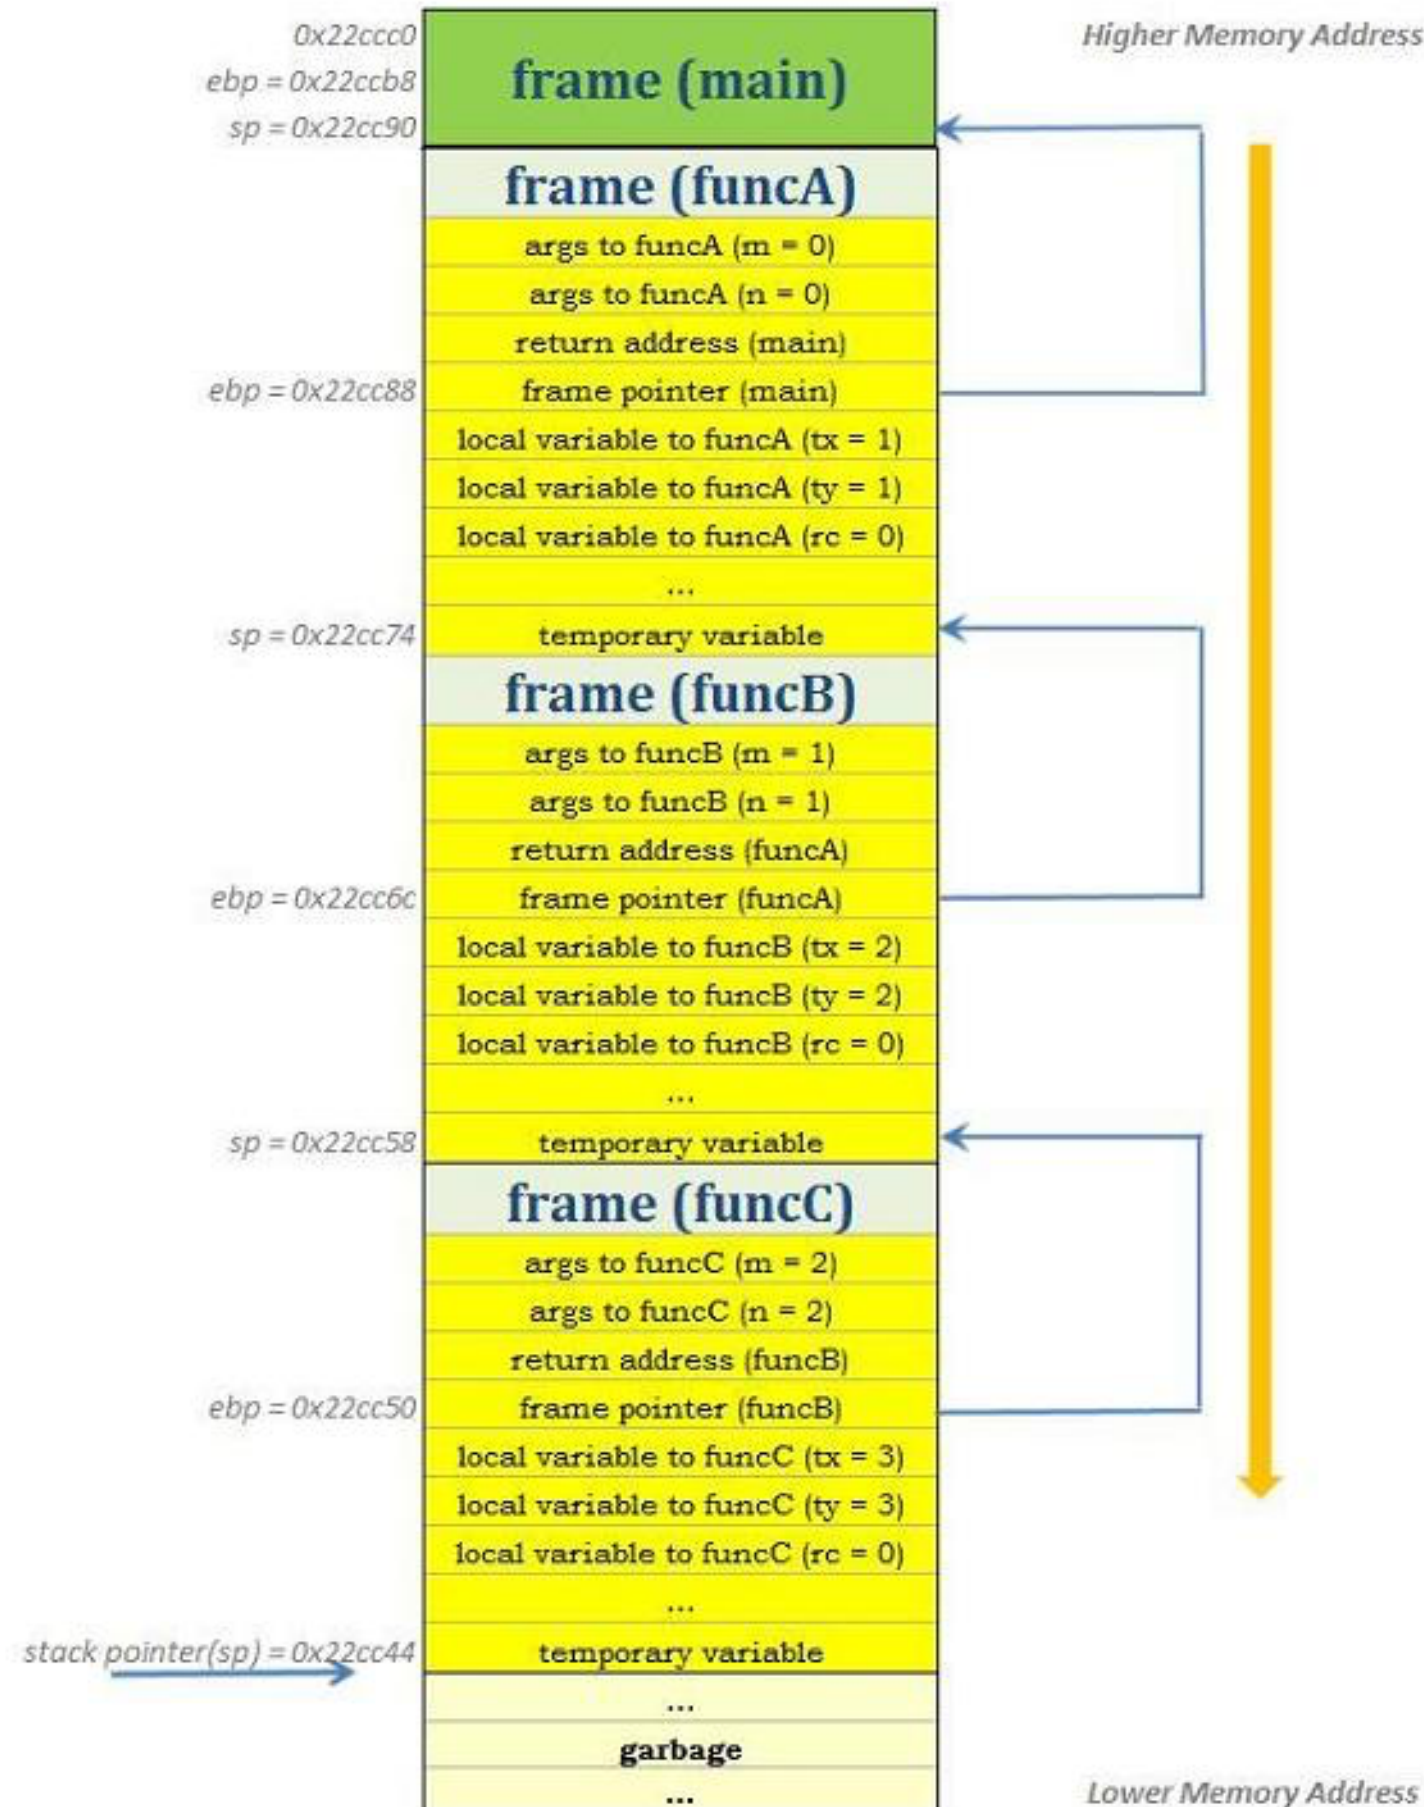 0x22ccc0
Higher Memory Address
ebp = 0x22ccb8
frame (main)
sp = 0x22cc90
frame (funcA)
args to funcA (m = 0)
args to funcA (n = 0)
return address (main)
ebp = 0x22cc88
frame pointer (main)
local variable to funcA (tx = 1)
local variable to funcA (ty = 1)
local variable to funcA (rc = 0)
...
sp = 0x22cc74
temporary variable
frame (funcB)
args to funcB (m = 1)
args to funcB (n = 1)
return address (funcA)
ebp = 0x22cc6c
frame pointer (funcA)
local variable to funcB (tx = 2)
local variable to funcB (ty = 2)
local variable to funcB (rc = 0)
...
sp = 0x22cc58
temporary variable
frame (funcC)
args to funcC (m = 2)
args to funcC (n = 2)
return address (funcB)
ebp = 0x22cc50
frame pointer (funcB)
local variable to funcC (tx = 3)
local variable to funcC (ty = 3)
local variable to funcC (rc = 0)
...
stack pointer(sp) = 0x22cc44
temporary variable
...
garbage
...
Lower Memory Address